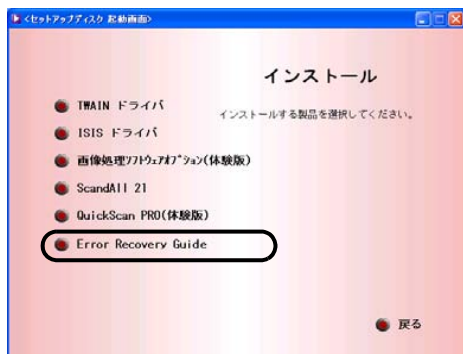 <セットアップディスク 起動画面>
インストール
インストールする製品を選択してください。
TWAIN ドライバ
ISIS ドライバ
画像処理ｿﾌﾄｳｪｱｵﾌﾟｼｮﾝ(体験版)
ScandAll 21
QuickScan PRO(体験版)
Error Recovery Guide
戻る